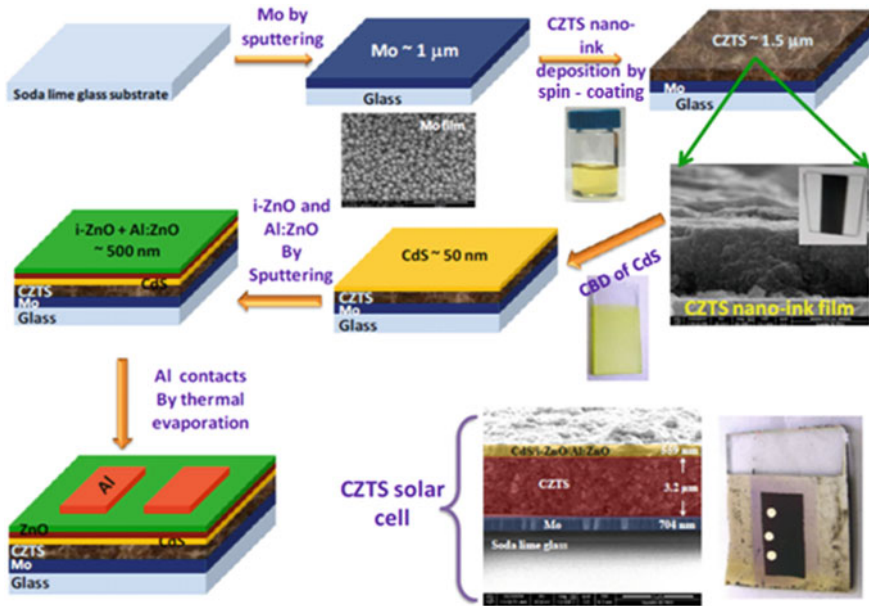 Soda lime glass substrate
Mo by
sputtering
Mo ~ 1 μm
Glass
Mo film
CZTS nano-
ink
deposition by
spin - coating
CZTS ~ 1.5 μm
Mo
Glass
CZTS nano-ink film
CBD of CdS
CdS ~ 50 nm
CZTS
Mo
Glass
i-ZnO and
Al:ZnO
By
Sputtering
i-ZnO + Al:ZnO
~ 500 nm
CdS
CZTS
Mo
Glass
Al contacts
By thermal
evaporation
Al
ZnO
CdS
CZTS
Mo
Glass
CZTS solar
cell
CdS/i-ZnO/Al:ZnO
CZTS
3.2 μm
Mo
704 nm
Soda lime glass